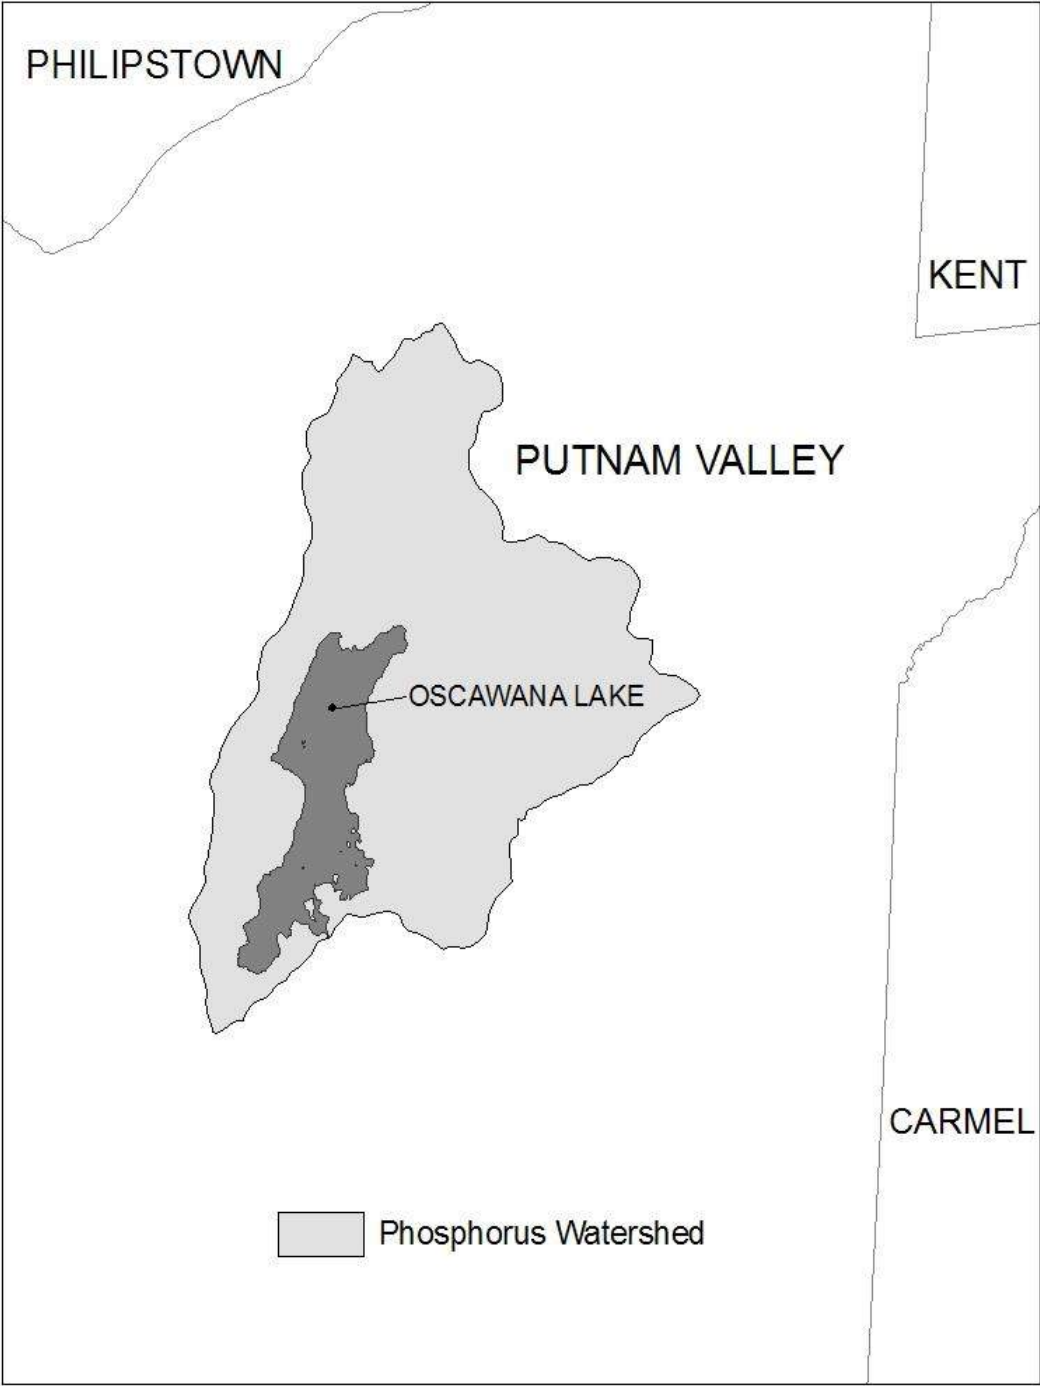 PHILIPSTOWN
KENT
PUTNAM VALLEY
OSCAWANA LAKE
CARMEL
Phosphorus Watershed